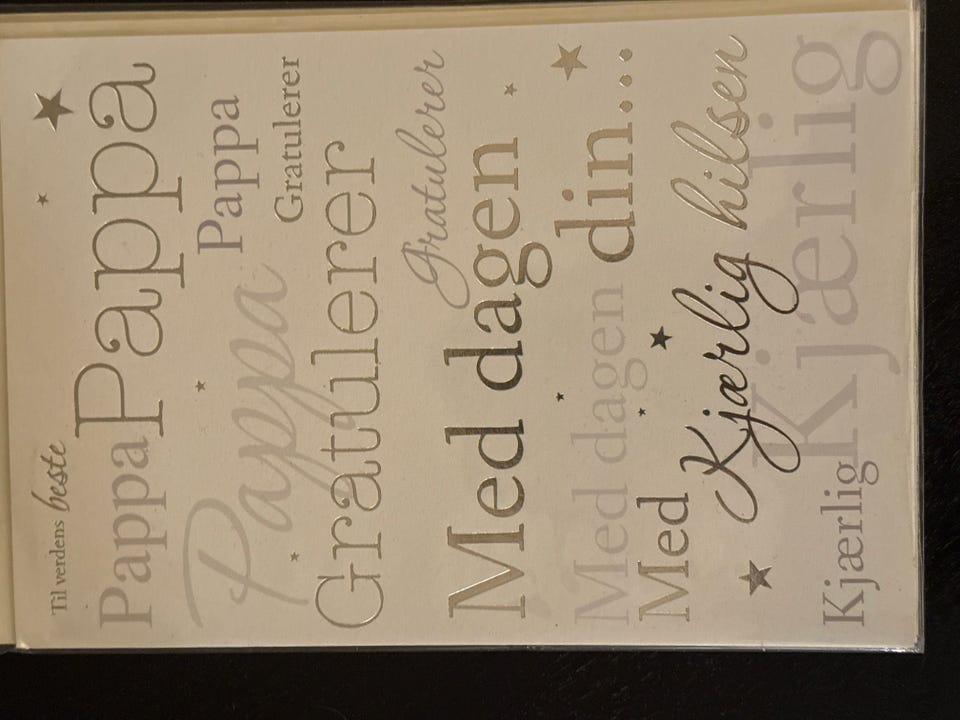 Til verdens beste
Pappa Pappa
Pappa Pappa
Gratulerer
Gratulerer
Gratulerer
Med dagen
Med dagen din...
Med
Kjærlig hilsen
Kjærlig Kjærlig